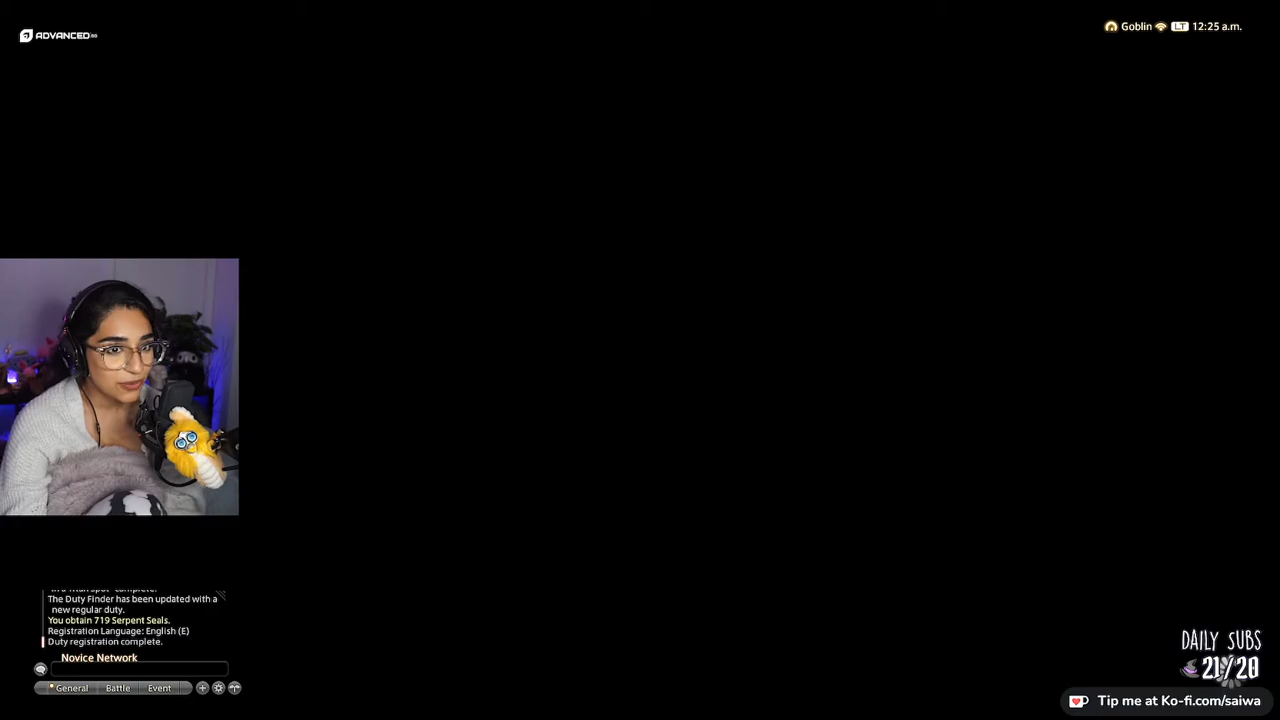 ADVANCED.GG
Goblin LT 12:25 a.m.
The Duty Finder has been updated with a
new regular duty.
You obtain 719 Serpent Seals.
Registration Language: English (E)
Duty registration complete.
Novice Network
General Battle Event
DAILY SUBS
21/20
Tip me at Ko-fi.com/saiwa